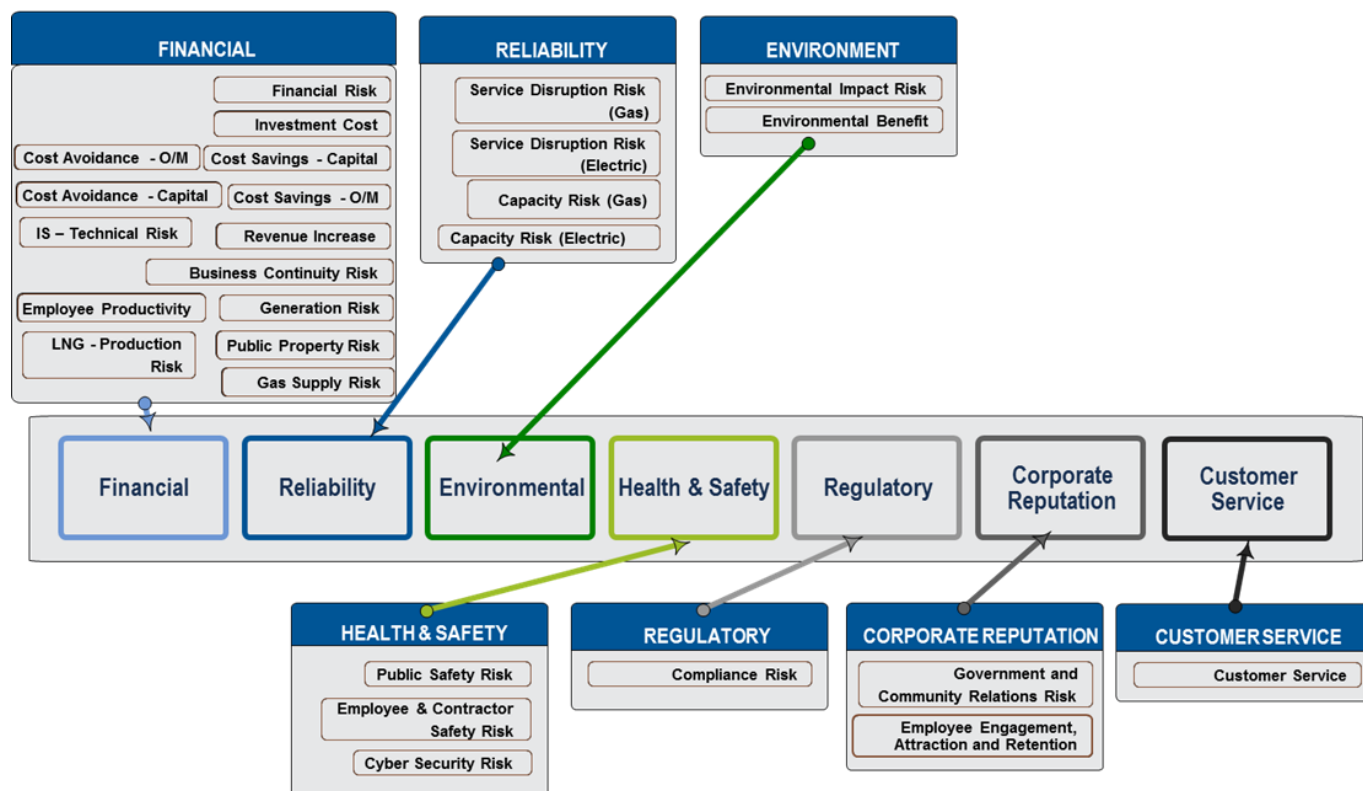 FINANCIAL
Financial Risk
Investment Cost
Cost Avoidance - O/M
Cost Savings - Capital
Cost Avoidance - Capital
Cost Savings - O/M
IS – Technical Risk
Revenue Increase
Business Continuity Risk
Employee Productivity
Generation Risk
LNG - Production
Risk
Public Property Risk
Gas Supply Risk
RELIABILITY
Service Disruption Risk
(Gas)
Service Disruption Risk
(Electric)
Capacity Risk (Gas)
Capacity Risk (Electric)
ENVIRONMENT
Environmental Impact Risk
Environmental Benefit
Financial
Reliability
Environmental
Health & Safety
Regulatory
Corporate
Reputation
Customer
Service
HEALTH & SAFETY
Public Safety Risk
Employee & Contractor
Safety Risk
Cyber Security Risk
REGULATORY
Compliance Risk
CORPORATE REPUTATION
Government and
Community Relations Risk
Employee Engagement,
Attraction and Retention
CUSTOMER SERVICE
Customer Service